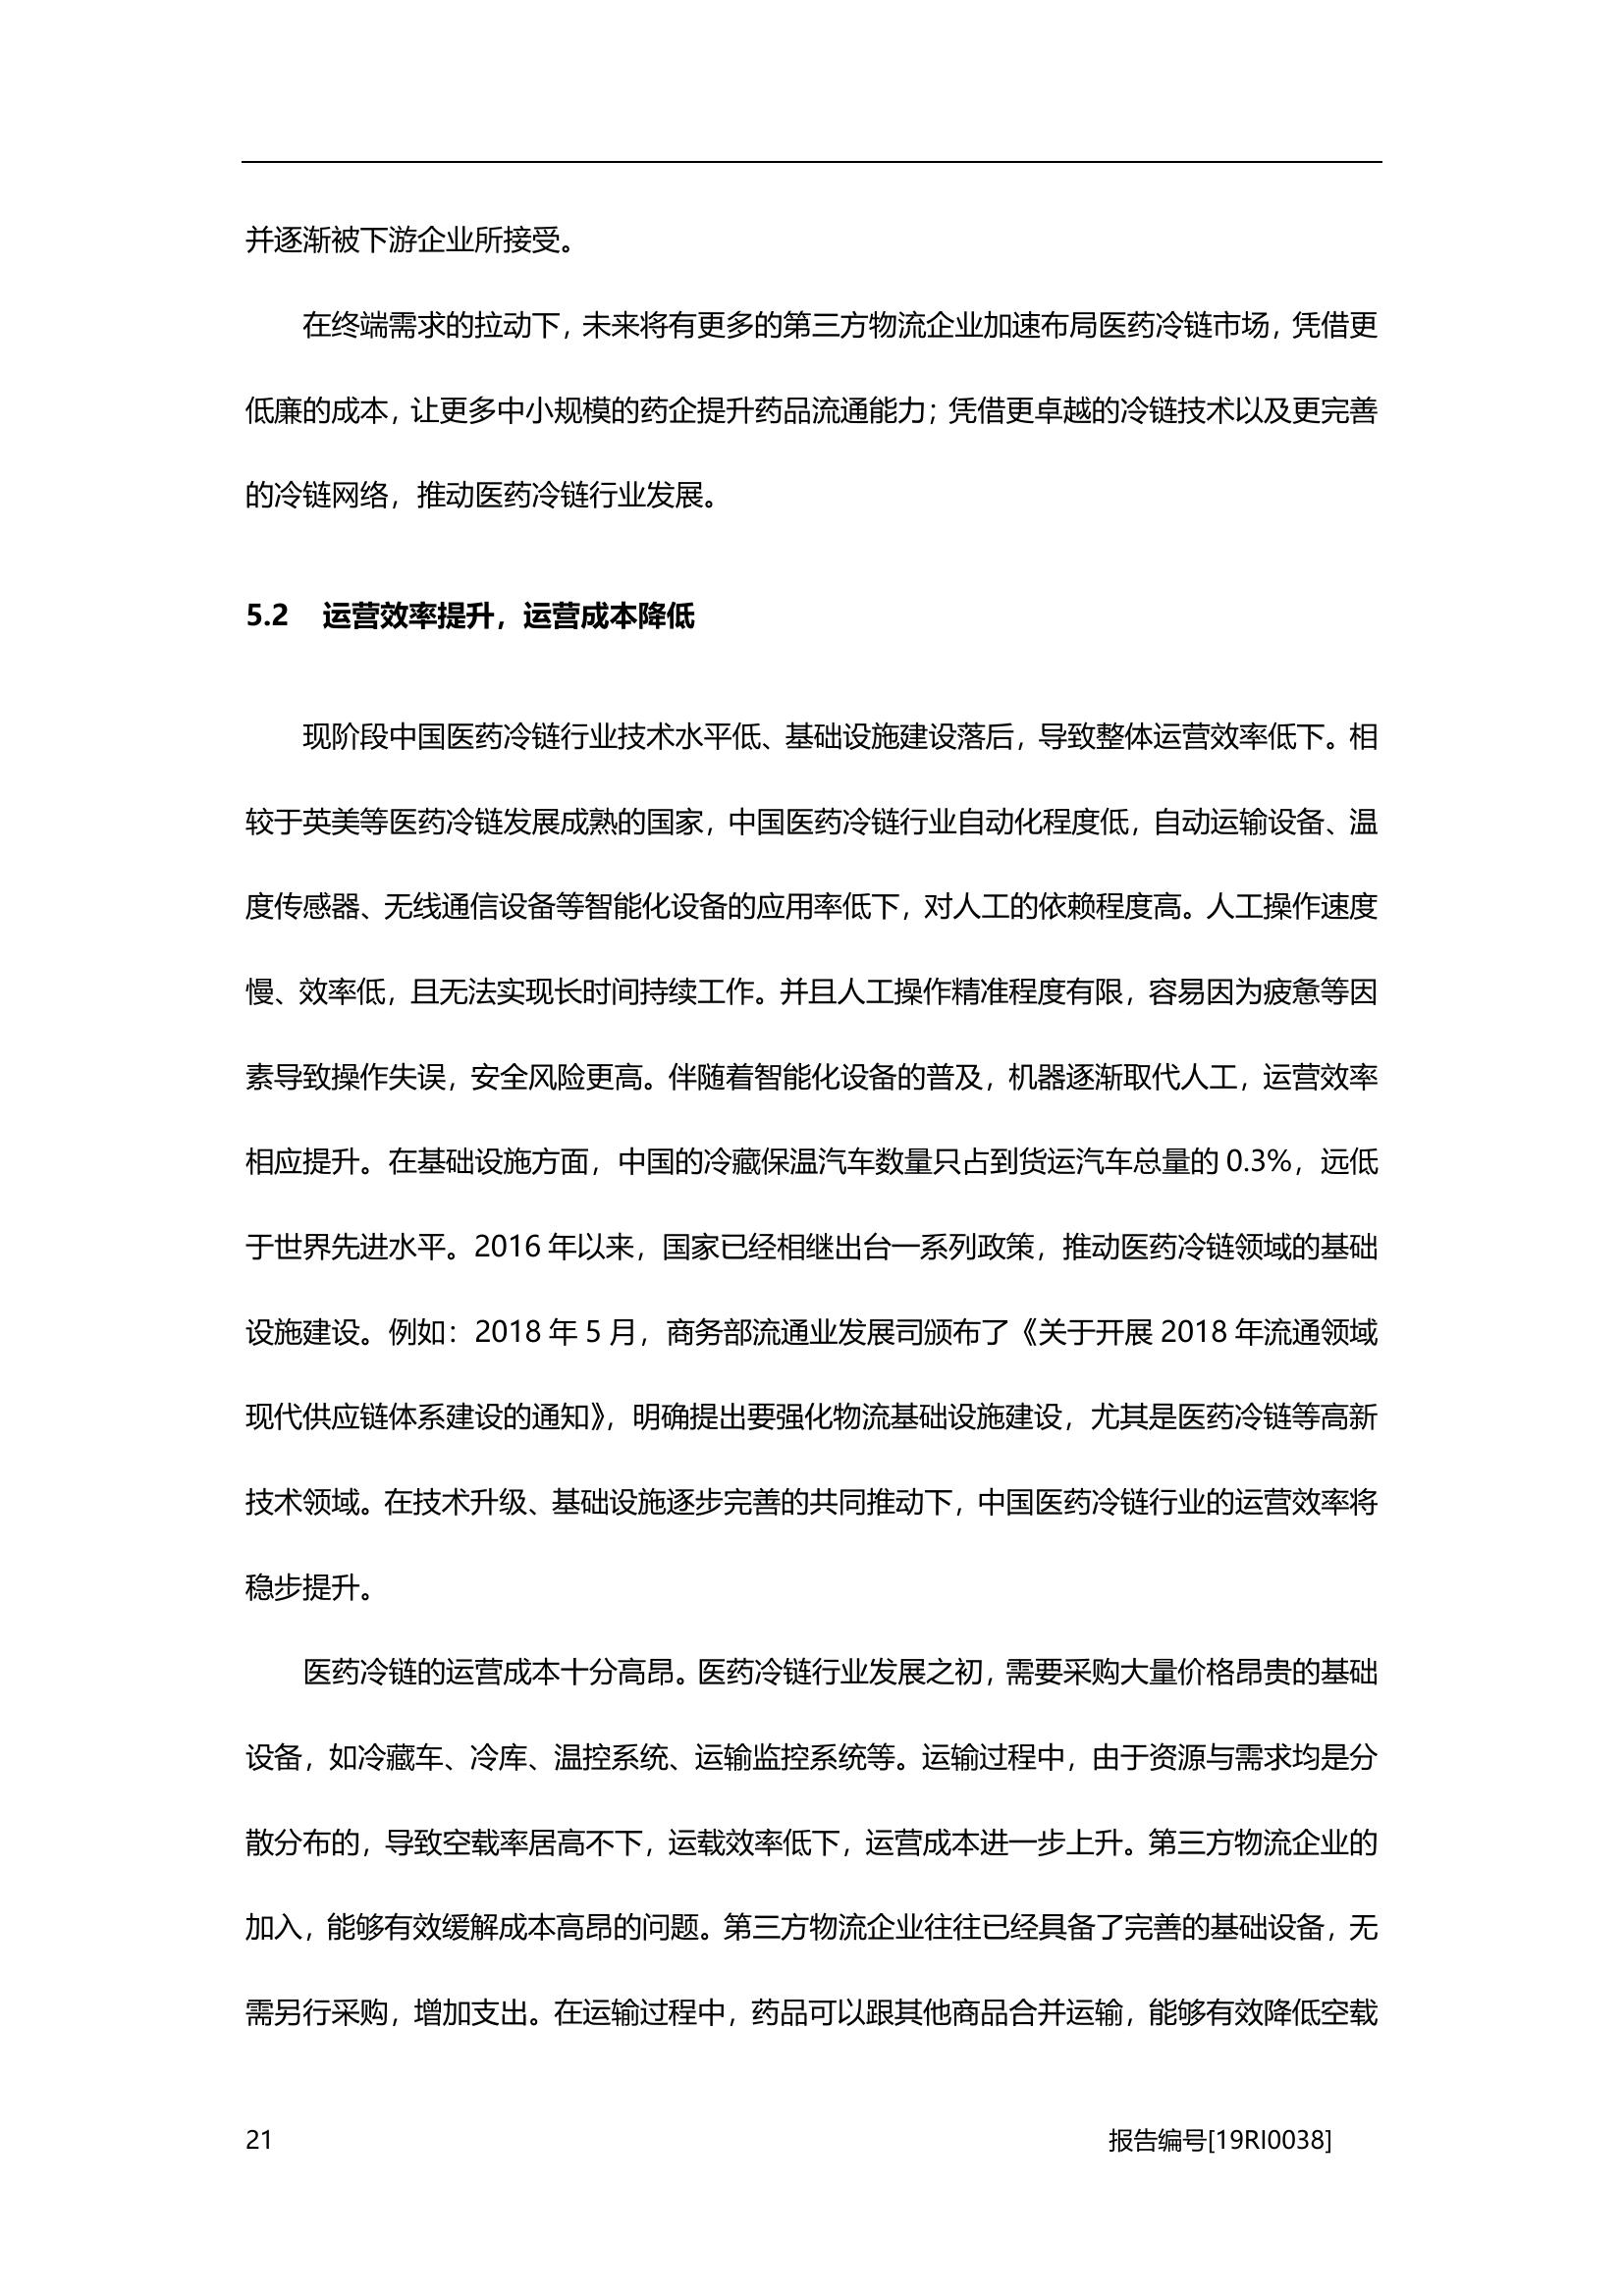 并逐渐被下游企业所接受。
在终端需求的拉动下，未来将有更多的第三方物流企业加速布局医药冷链市场，凭借更
低廉的成本，让更多中小规模的药企提升药品流通能力；凭借更卓越的冷链技术以及更完善
的冷链网络，推动医药冷链行业发展。
5.2 运营效率提升，运营成本降低
现阶段中国医药冷链行业技术水平低、基础设施建设落后，导致整体运营效率低下。相
较于英美等医药冷链发展成熟的国家，中国医药冷链行业自动化程度低，自动运输设备、温
度传感器、无线通信设备等智能化设备的应用率低下，对人工的依赖程度高。人工操作速度
慢、效率低，且无法实现长时间持续工作。并且人工操作精准程度有限，容易因为疲惫等因
素导致操作失误，安全风险更高。伴随着智能化设备的普及，机器逐渐取代人工，运营效率
相应提升。在基础设施方面，中国的冷藏保温汽车数量只占到货运汽车总量的 0.3%，远低
于世界先进水平。2016 年以来，国家已经相继出台一系列政策，推动医药冷链领域的基础
设施建设。例如：2018 年 5 月，商务部流通业发展司颁布了《关于开展 2018 年流通领域
现代供应链体系建设的通知》，明确提出要强化物流基础设施建设，尤其是医药冷链等高新
技术领域。在技术升级、基础设施逐步完善的共同推动下，中国医药冷链行业的运营效率将
稳步提升。
医药冷链的运营成本十分高昂。医药冷链行业发展之初，需要采购大量价格昂贵的基础
设备，如冷藏车、冷库、温控系统、运输监控系统等。运输过程中，由于资源与需求均是分
散分布的，导致空载率居高不下，运载效率低下，运营成本进一步上升。第三方物流企业的
加入，能够有效缓解成本高昂的问题。第三方物流企业往往已经具备了完善的基础设备，无
需另行采购，增加支出。在运输过程中，药品可以跟其他商品合并运输，能够有效降低空载
21 报告编号[19RI0038]